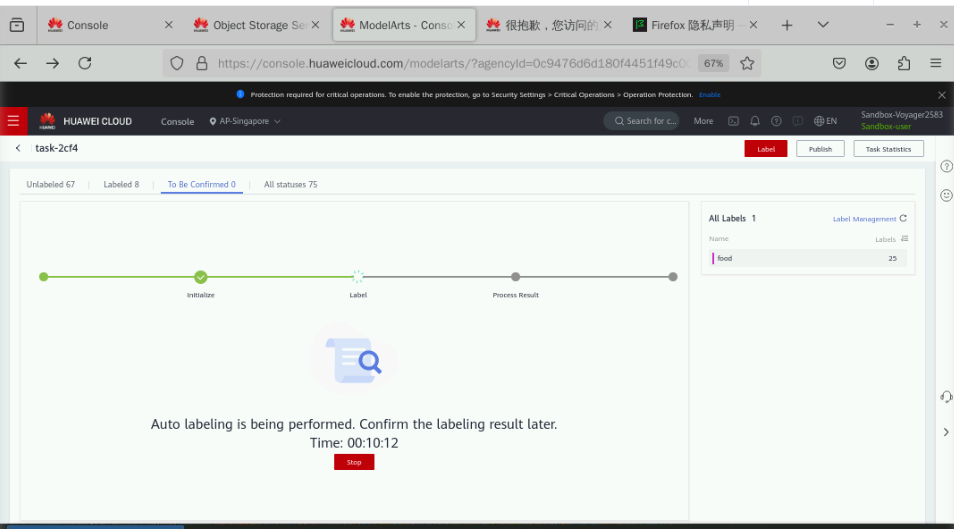 Console
Object Storage Se
ModelArts - Conso
很抱歉，您访问的
Firefox 隐私声明 —
https://console.huaweicloud.com/modelarts/?agencyId=0c9476d6d180f4451f49c0
67%
Protection required for critical operations. To enable the protection, go to Security Settings > Critical Operations > Operation Protection. Enable
HUAWEI
HUAWEI CLOUD
Console
AP-Singapore
Search for c...
More
EN
Sandbox-Voyager2583
Sandbox-user
task-2cf4
Label
Publish
Task Statistics
Unlabeled 67
Labeled 8
To Be Confirmed 0
All statuses 75
Initialize
Label
Process Result
Auto labeling is being performed. Confirm the labeling result later.
Time: 00:10:12
Stop
All Labels 1
Label Management
Name
Labels
food
25